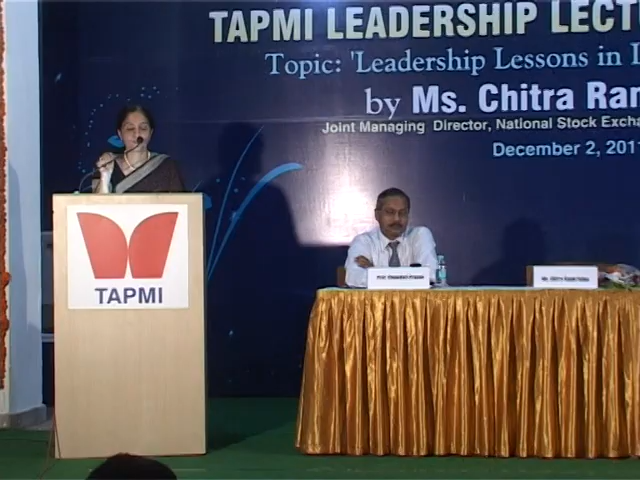 TAPMI LEADERSHIP LECT
Topic: 'Leadership Lessons in
by Ms. Chitra Ram
Joint Managing Director, National Stock Excha
December 2, 2011
TAPMI